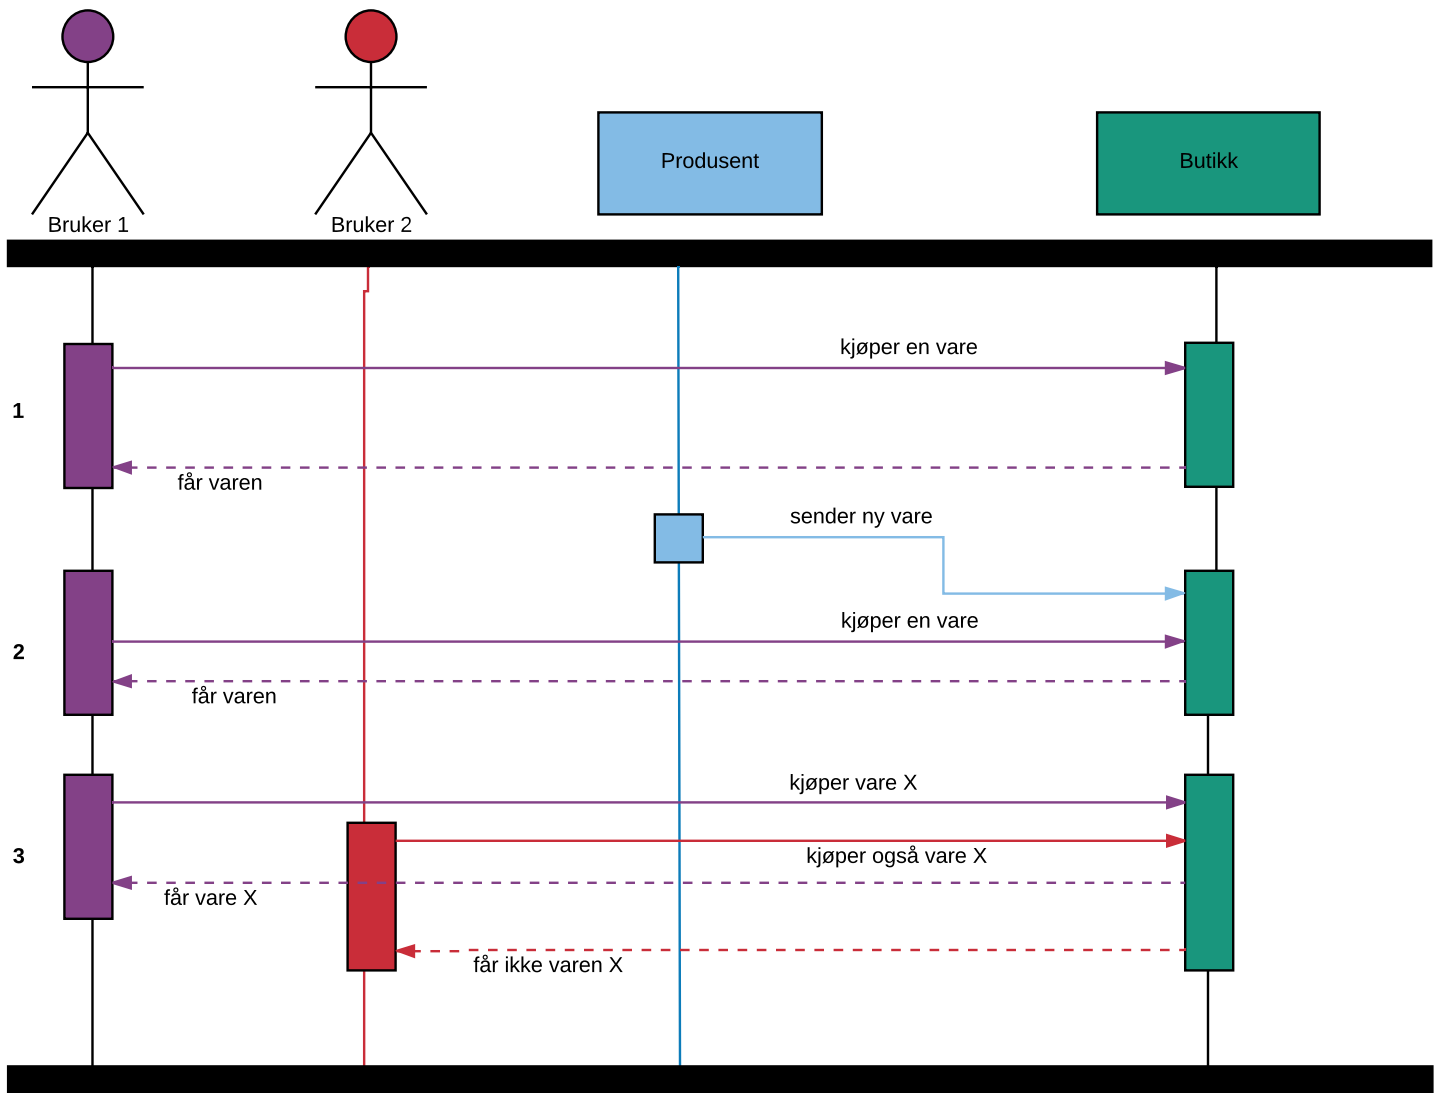 Bruker 1
Bruker 2
Produsent
Butikk
kjøper en vare
1
får varen
sender ny vare
kjøper en vare
2
får varen
kjøper vare X
kjøper også vare X
3
får vare X
får ikke varen X